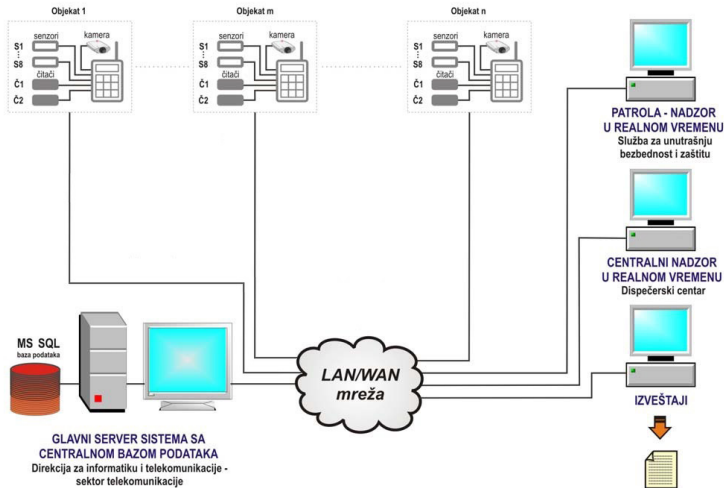 Objekat 1
senzori
kamera
S1
S8
čitači
Č1
Č2
Objekat m
senzori
kamera
S1
S8
čitači
Č1
Č2
Objekat n
senzori
kamera
S1
S8
čitači
Č1
Č2
PATROLA - NADZOR
U REALNOM VREMENU
Služba za unutrašnju
bezbednost i zaštitu
CENTRALNI NADZOR
U REALNOM VREMENU
Dispečerski centar
MS SQL
baza podataka
LAN/WAN
mreža
IZVEŠTAJI
GLAVNI SERVER SISTEMA SA
CENTRALNOM BAZOM PODATAKA
Direkcija za informatiku i telekomunikacije -
sektor telekomunikacije